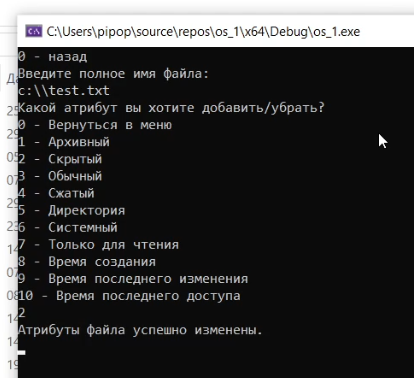 C:\Users\pipop\source\repos\os_1\x64\Debug\os_1.exe
0 - назад
Введите полное имя файла:
c:\\test.txt
Какой атрибут вы хотите добавить/убрать?
0 - Вернуться в меню
1 - Архивный
2 - Скрытый
3 - Обычный
4 - Сжатый
5 - Директория
6 - Системный
7 - Только для чтения
8 - Время создания
9 - Время последнего изменения
10 - Время последнего доступа
2
Атрибуты файла успешно изменены.